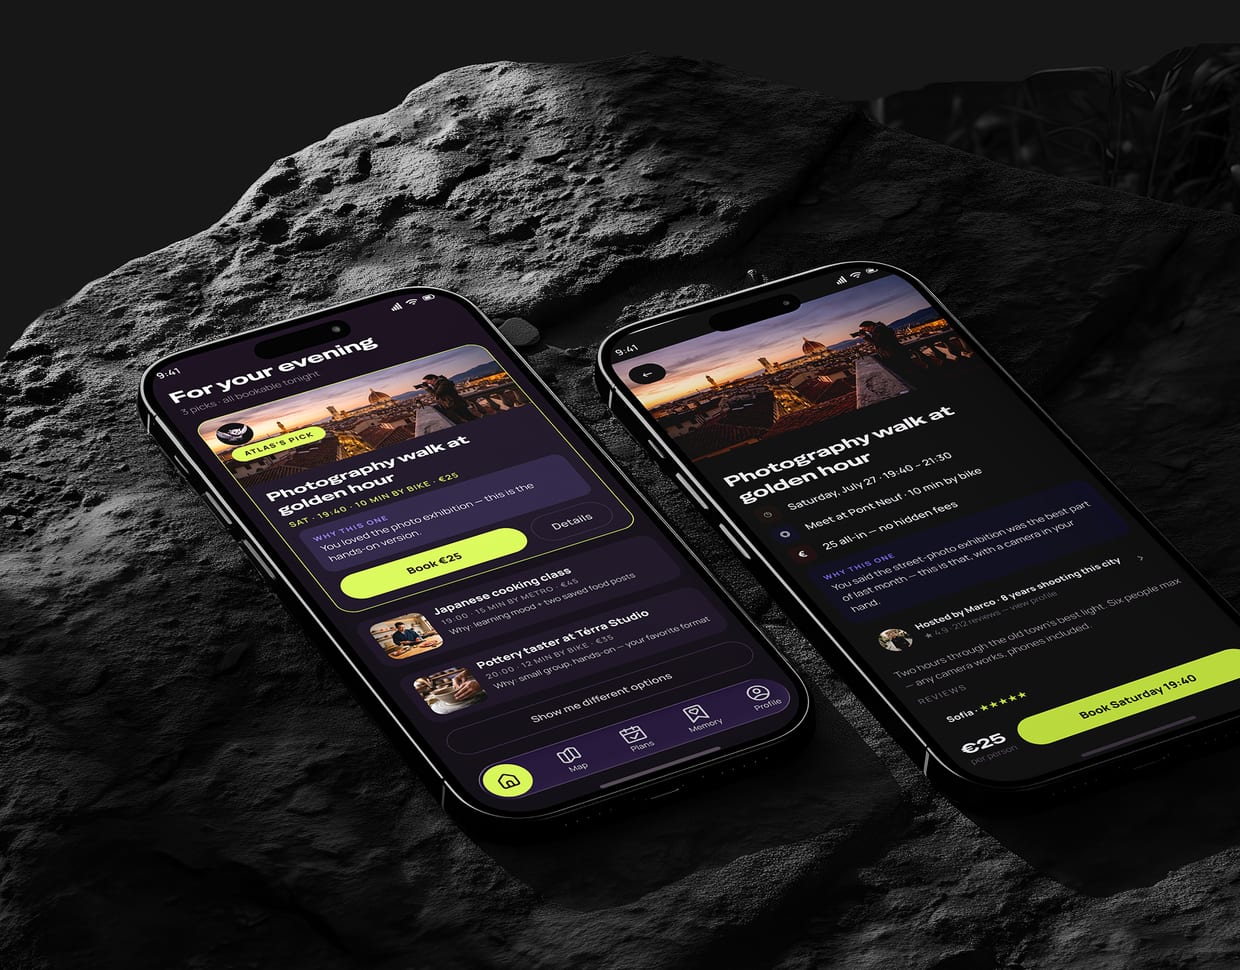 9:41
For your evening
3 picks · all bookable tonight
ATLAS'S PICK
Photography walk at
golden hour
SAT · 19:40 · 10 MIN BY BIKE · €25
WHY THIS ONE
You loved the photo exhibition — this is the
hands-on version.
Book €25
Details
Japanese cooking class
19:00 · 15 MIN BY METRO · €45
Why: learning mood + two saved food posts
Pottery taster at Térra Studio
20:00 · 12 MIN BY BIKE · €35
Why: small group, hands-on — your favorite format
Show me different options
Map
Plans
Memory
Profile
9:41
Photography walk at
golden hour
Saturday, July 27 · 19:40 – 21:30
Meet at Pont Neuf · 10 min by bike
€ 25 all-in — no hidden fees
WHY THIS ONE
You said the street-photo exhibition was the best part
of last month — this is that, with a camera in your
hand.
Hosted by Marco · 8 years shooting this city
★ 4.9 · 212 reviews — view profile
Two hours through the old town's best light. Six people max
— any camera works, phones included.
REVIEWS
Sofia · ★★★★★
€25
per person
Book Saturday 19:40